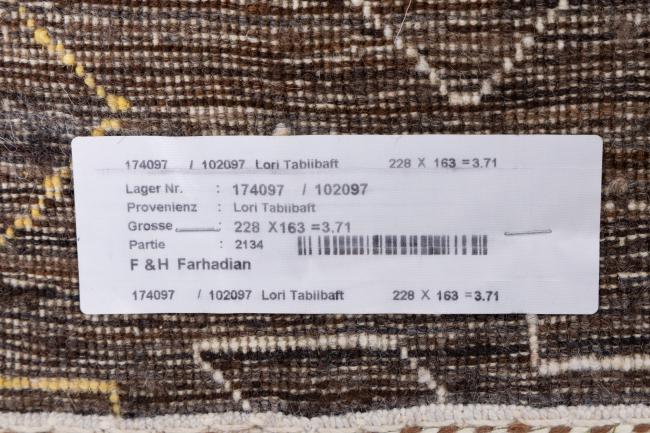 174097 / 102097 Lori Tabiibaft 228 X 163 =3.71
Lager Nr. : 174097 / 102097
Provenienz : Lori Tabiibaft
Grosse : 228 X163 =3,71
Partie : 2134
F &H Farhadian
174097 / 102097 Lori Tabiibaft 228 X 163 =3.71